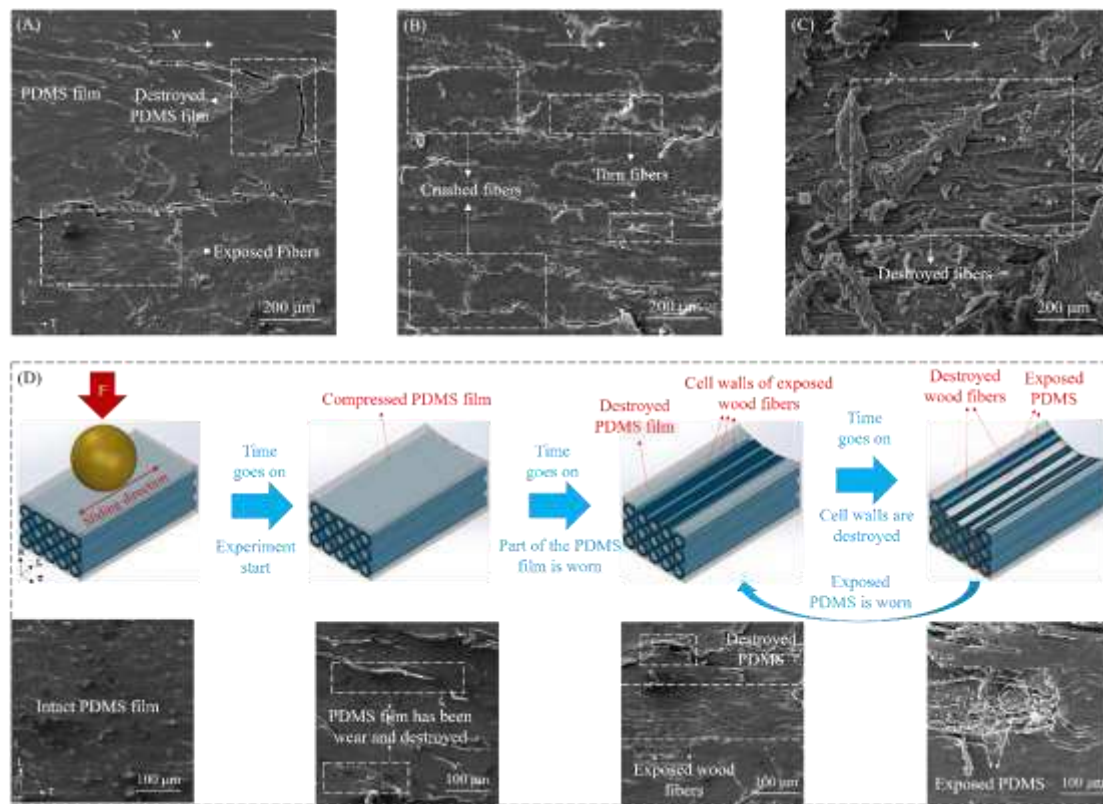 (A)
v
PDMS film
Destroyed
PDMS film
Exposed Fibers
200 μm
(B)
v
Crushed fibers
Torn fibers
200 μm
(C)
v
Destroyed fibers
200 μm
(D)
F
Sliding direction
Time
goes on
Experiment
start
Compressed PDMS film
Time
goes on
Part of the PDMS
film is worn
Destroyed
PDMS film
Cell walls of exposed
wood fibers
Time
goes on
Cell walls are
destroyed
Destroyed
wood fibers
Exposed
PDMS
Exposed
PDMS is worn
Intact PDMS film
100 μm
PDMS film has been
wear and destroyed
100 μm
Destroyed
PDMS
Exposed wood
fibers
100 μm
Exposed PDMS
100 μm